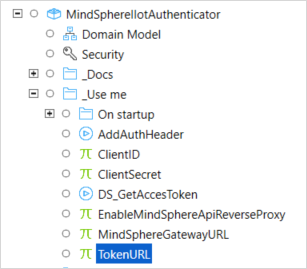 MindSphereIIotAuthenticator
Domain Model
Security
_Docs
_Use me
On startup
AddAuthHeader
ClientID
ClientSecret
DS_GetAccesToken
EnableMindSphereApiReverseProxy
MindSphereGatewayURL
TokenURL